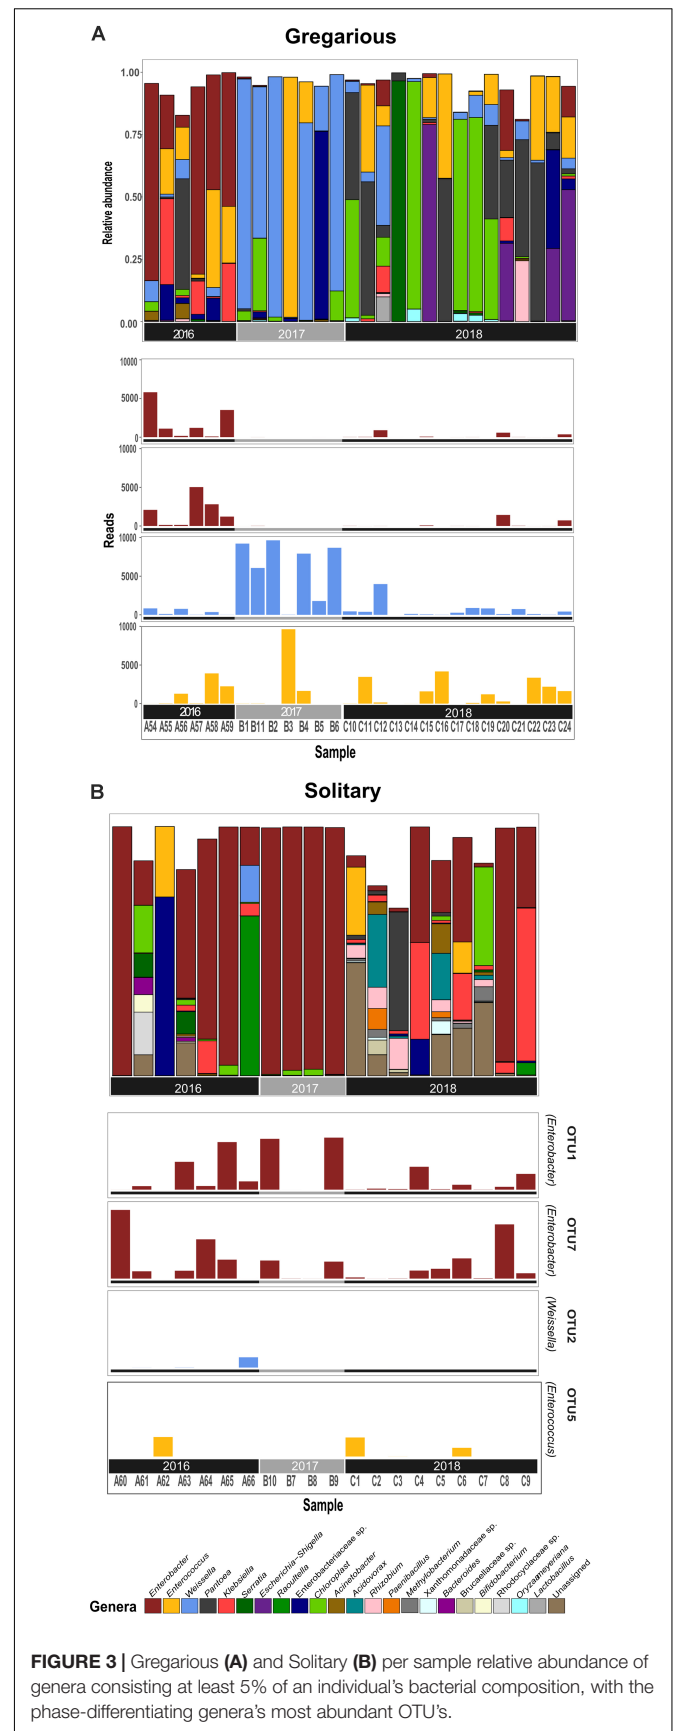 A
Gregarious
Relative abundance
1.00
0.75
0.50
0.25
0.00
2016 2017 2018
Reads
10000
5000
0
10000
5000
0
10000
5000
0
10000
5000
0
2016 2017 2018
A54 A55 A56 A57 A58 A59 B1 B11 B2 B3 B4 B5 B6 C10 C11 C12 C13 C14 C15 C16 C17 C18 C19 C20 C21 C22 C23 C24
Sample
B
Solitary
2016 2017 2018
OTU1
(Enterobacter)
OTU7
(Enterobacter)
OTU2
(Weissella)
OTU5
(Enterococcus)
2016 2017 2018
A60 A61 A62 A63 A64 A65 A66 B10 B7 B8 B9 C1 C2 C3 C4 C5 C6 C7 C8 C9
Sample
Genera
Enterobacter
Enterococcus
Weissella
Pantoea
Klebsiella
Serratia
Escherichia-Shigella
Raoultella
Enterobacteriaceae sp.
Chloroplast
Acinetobacter
Acidovorax
Rhizobium
Paenibacillus
Methylobacterium
Xanthomonadaceae sp.
Bacteroides
Brucellaceae sp.
Bifidobacterium
Rhodocyclaceae sp.
Lactobacillus
Unassigned
FIGURE 3 | Gregarious (A) and Solitary (B) per sample relative abundance of
genera consisting at least 5% of an individual's bacterial composition, with the
phase-differentiating genera's most abundant OTU's.